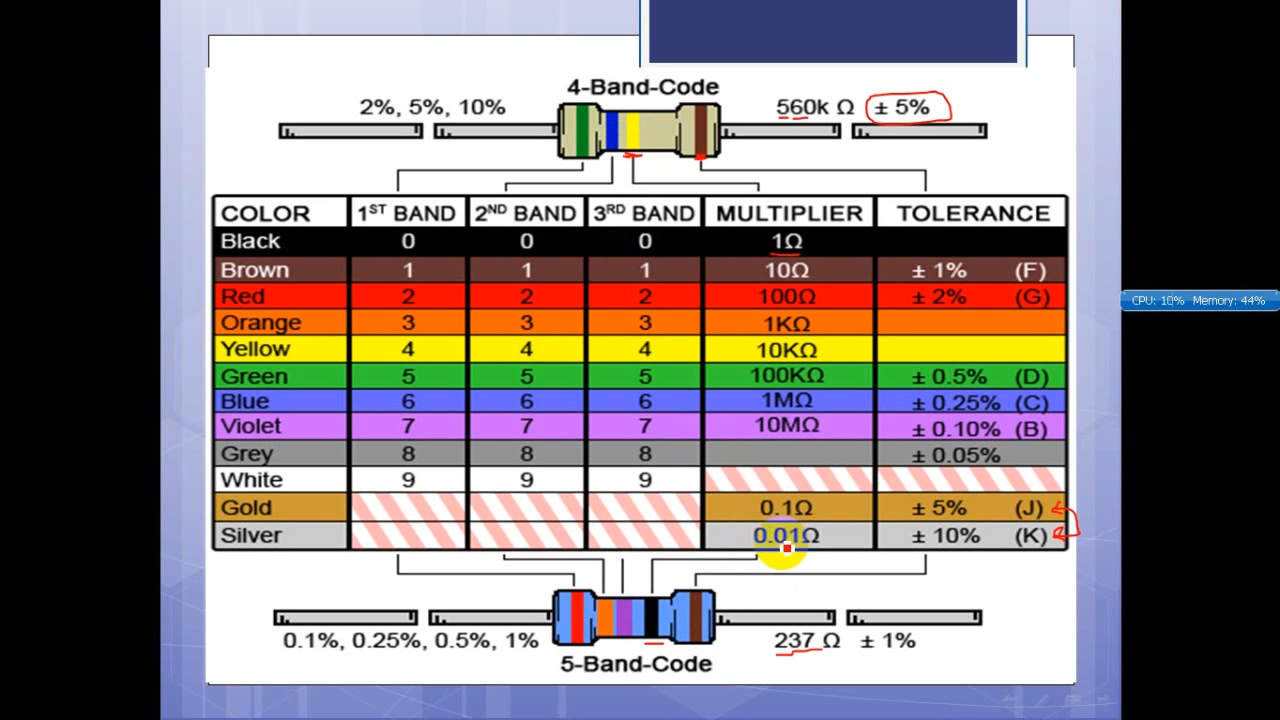 4-Band-Code
2%, 5%, 10%
560k Ω ± 5%
COLOR 1ST BAND 2ND BAND 3RD BAND MULTIPLIER TOLERANCE
Black 0 0 0 1Ω
Brown 1 1 1 10Ω ± 1% (F)
Red 2 2 2 100Ω ± 2% (G)
Orange 3 3 3 1KΩ
Yellow 4 4 4 10KΩ
Green 5 5 5 100KΩ ± 0.5% (D)
Blue 6 6 6 1MΩ ± 0.25% (C)
Violet 7 7 7 10MΩ ± 0.10% (B)
Grey 8 8 8 ± 0.05%
White 9 9 9
Gold 0.1Ω ± 5% (J)
Silver 0.01Ω ± 10% (K)
0.1%, 0.25%, 0.5%, 1%
237 Ω ± 1%
5-Band-Code
CPU: 10% Memory: 44%